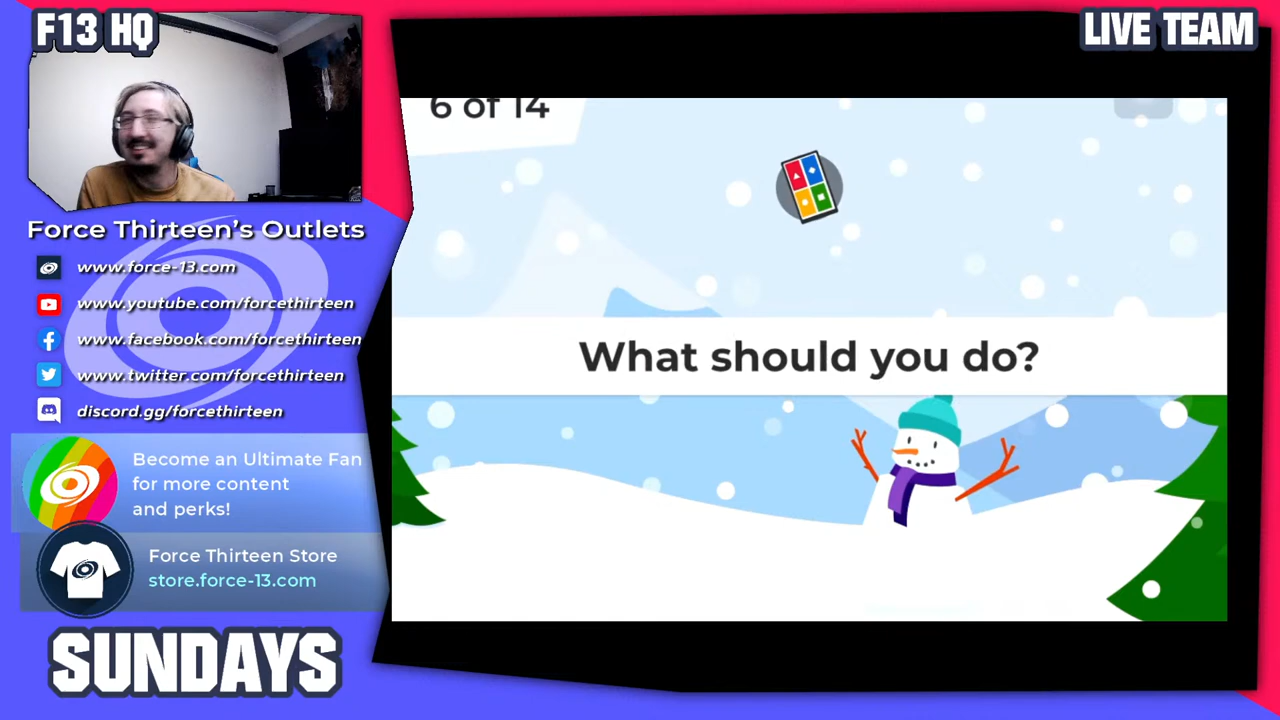 F13 HQ
LIVE TEAM
6 of 14
What should you do?
Force Thirteen's Outlets
www.force-13.com
www.youtube.com/forcethirteen
www.facebook.com/forcethirteen
www.twitter.com/forcethirteen
discord.gg/forcethirteen
Become an Ultimate Fan
for more content
and perks!
Force Thirteen Store
store.force-13.com
SUNDAYS